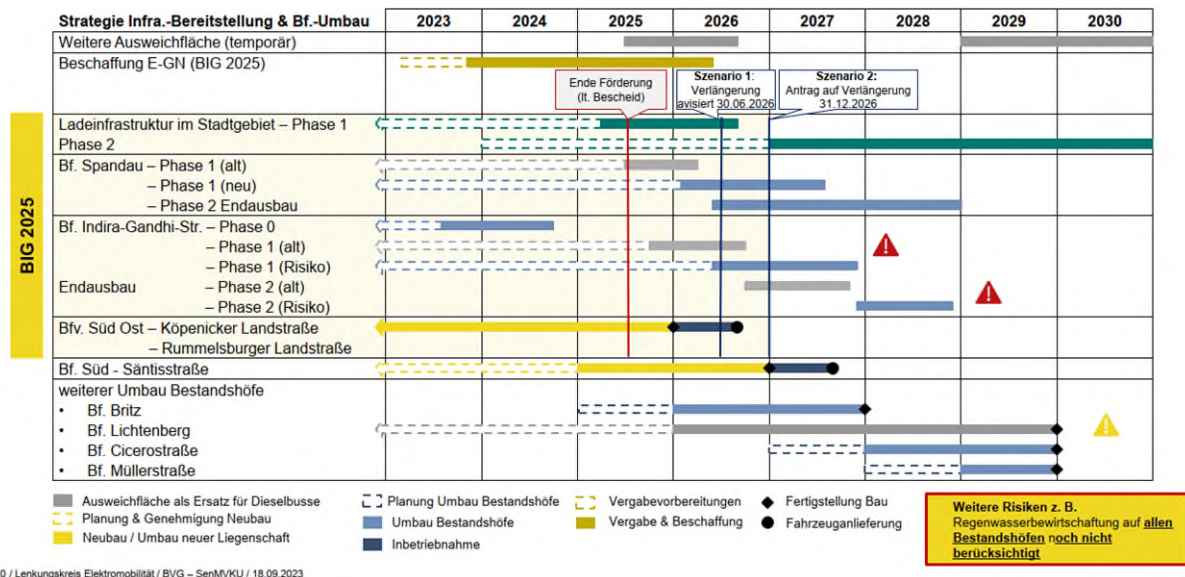 Strategie Infra.-Bereitstellung & Bf.-Umbau 2023 2024 2025 2026 2027 2028 2029 2030
Weitere Ausweichfläche (temporär)
Beschaffung E-GN (BIG 2025)
Ende Förderung
(lt. Bescheid)
Szenario 1:
Verlängerung
avisiert 30.06.2026
Szenario 2:
Antrag auf Verlängerung
31.12.2026
BIG 2025
Ladeinfrastruktur im Stadtgebiet – Phase 1
Phase 2
Bf. Spandau – Phase 1 (alt)
– Phase 1 (neu)
– Phase 2 Endausbau
Bf. Indira-Gandhi-Str. – Phase 0
– Phase 1 (alt)
– Phase 1 (Risiko)
Endausbau – Phase 2 (alt)
– Phase 2 (Risiko)
Bfv. Süd Ost – Köpenicker Landstraße
– Rummelsburger Landstraße
Bf. Süd - Säntisstraße
weiterer Umbau Bestandshöfe
• Bf. Britz
• Bf. Lichtenberg
• Bf. Cicerostraße
• Bf. Müllerstraße
Ausweichfläche als Ersatz für Dieselbusse
Planung & Genehmigung Neubau
Neubau / Umbau neuer Liegenschaft
Planung Umbau Bestandshöfe
Umbau Bestandshöfe
Inbetriebnahme
Vergabevorbereitungen
Vergabe & Beschaffung
Fertigstellung Bau
Fahrzeuganlieferung
Weitere Risiken z. B.
Regenwasserbewirtschaftung auf allen
Bestandshöfen noch nicht
berücksichtigt
0 / Lenkungskreis Elektromobilität / BVG – SenMVKU / 18.09.2023